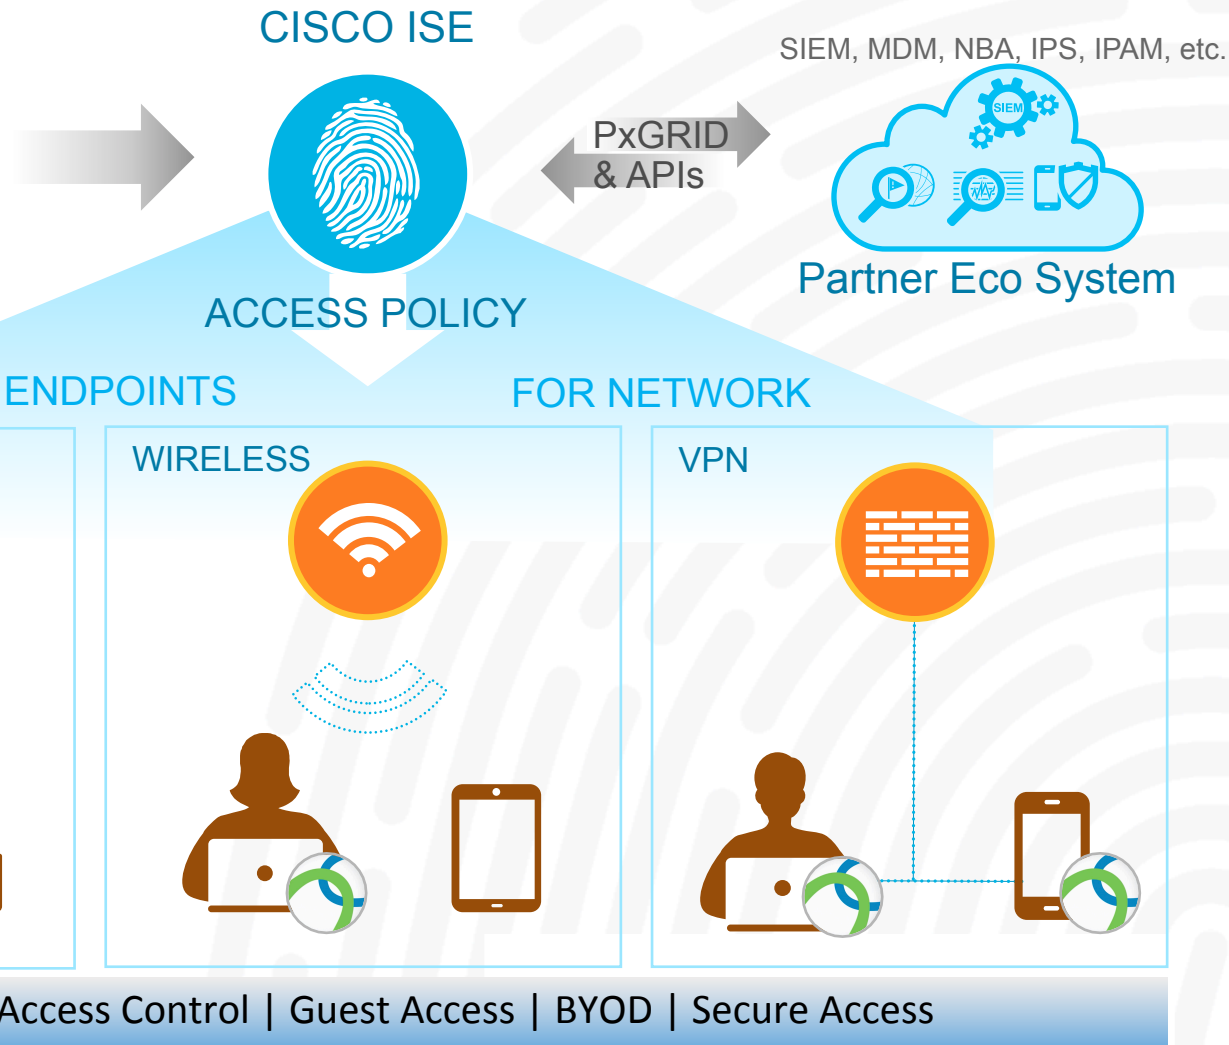 CISCO ISE
SIEM, MDM, NBA, IPS, IPAM, etc.
SIEM
PxGRID
& APIs
Partner Eco System
ACCESS POLICY
ENDPOINTS
FOR NETWORK
WIRELESS
VPN
Access Control | Guest Access | BYOD | Secure Access